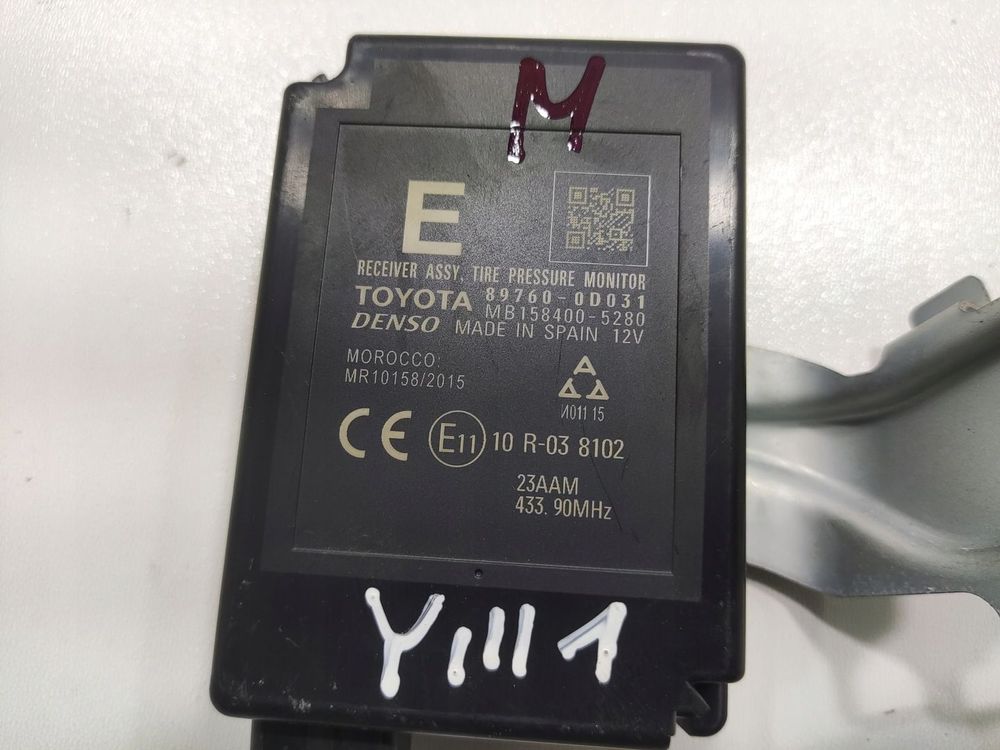 M
E
RECEIVER ASSY, TIRE PRESSURE MONITOR
TOYOTA 89760-0D031
MB158400-5280
DENSO MADE IN SPAIN 12V
MOROCCO:
MR10158/2015
И011 15
CE E11 10 R-03 8102
23AAM
433.90MHz